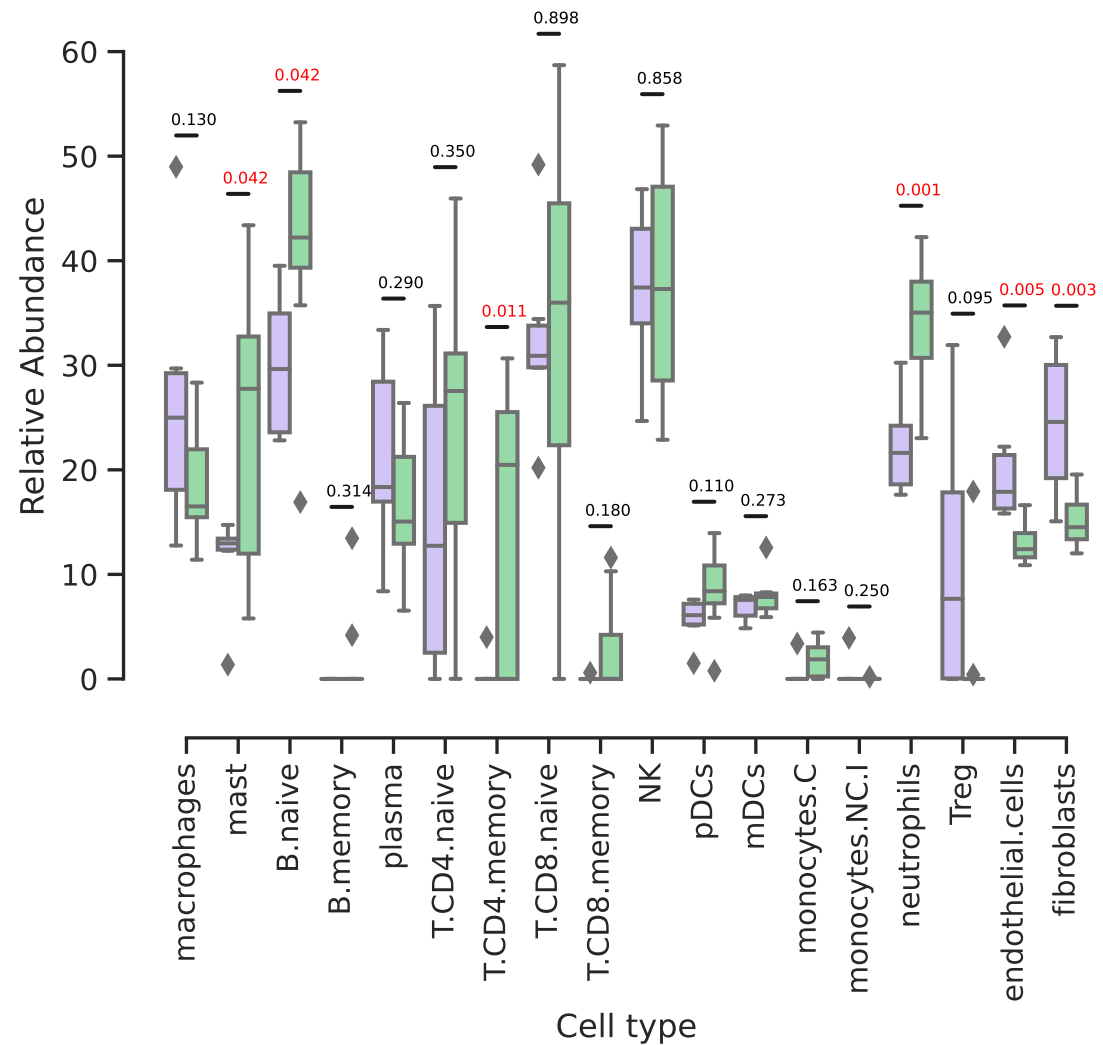 0.898
60
0.042
0.858
0.130
50
0.350
0.042
0.001
40
0.290
0.095
0.005
0.003
0.011
30
20
0.314
0.110
0.273
0.180
10
0.163
0.250
0
Relative Abundance
macrophages
mast
B.naive
B.memory
plasma
T.CD4.naive
T.CD4.memory
T.CD8.naive
T.CD8.memory
NK
pDCs
mDCs
monocytes.C
monocytes.NC.I
neutrophils
Treg
endothelial.cells
fibroblasts
Cell type